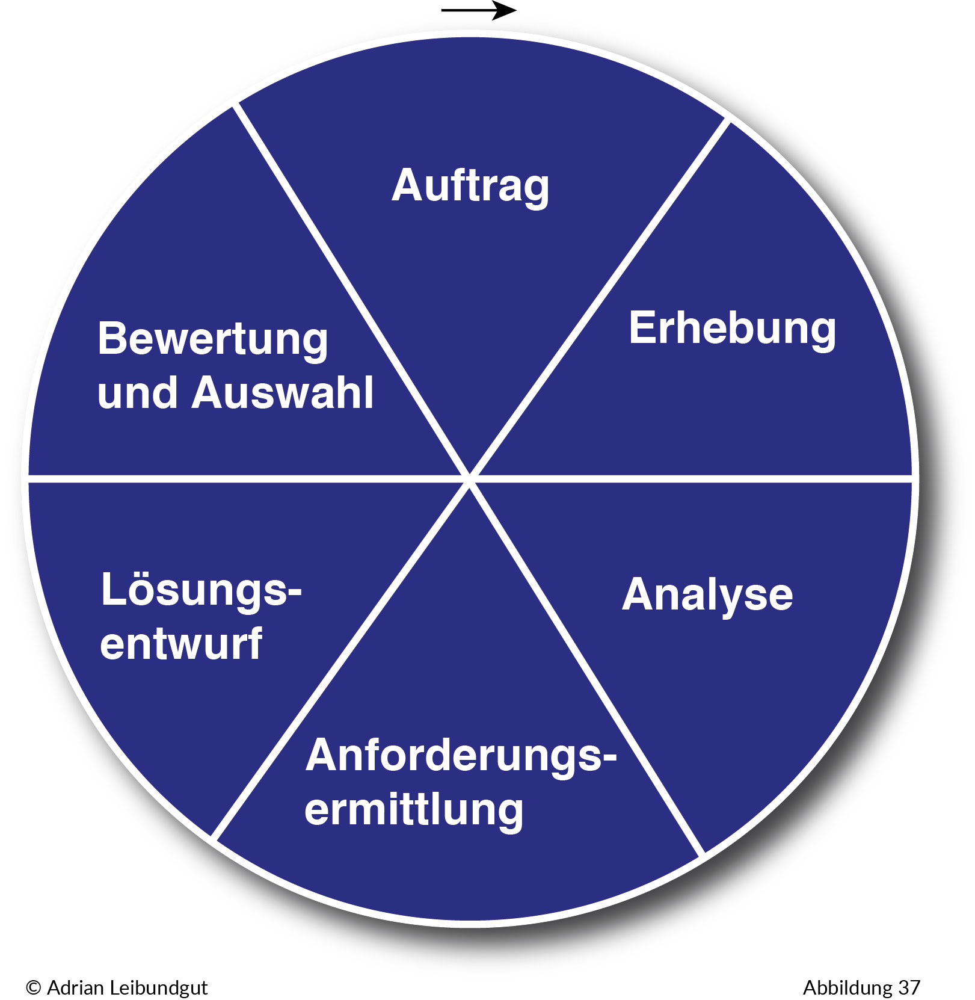 Auftrag
Erhebung
Analyse
Anforderungs-
ermittlung
Lösungs-
entwurf
Bewertung
und Auswahl
© Adrian Leibundgut
Abbildung 37